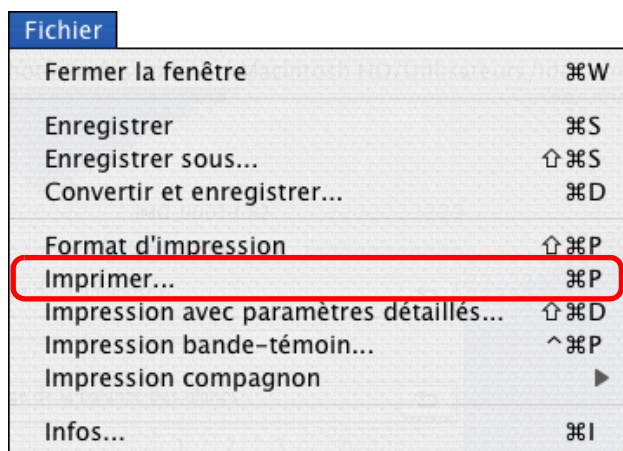 Fichier
Fermer la fenêtre ⌘W
Enregistrer ⌘S
Enregistrer sous... ⇧⌘S
Convertir et enregistrer... ⌘D
Format d'impression ⇧⌘P
Imprimer... ⌘P
Impression avec paramètres détaillés... ⇧⌘D
Impression bande-témoin... ^⌘P
Impression compagnon ▶
Infos... ⌘I